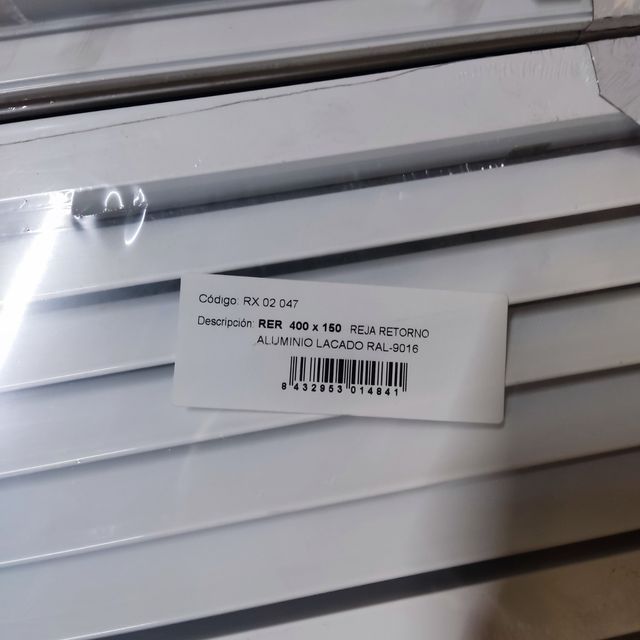 Código: RX 02 047
Descripción: RER 400 x 150 REJA RETORNO
ALUMINIO LACADO RAL-9016
8 432953 014841